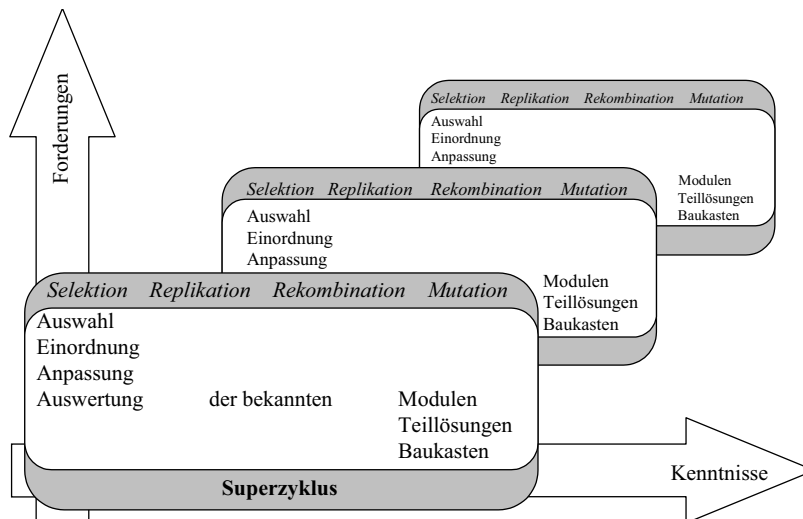 Forderungen
Selektion Replikation Rekombination Mutation
Auswahl
Einordnung
Anpassung
Modulen
Teillösungen
Baukasten
Selektion Replikation Rekombination Mutation
Auswahl
Einordnung
Anpassung
Modulen
Teillösungen
Baukasten
Selektion Replikation Rekombination Mutation
Auswahl
Einordnung
Anpassung
Auswertung der bekannten Modulen
Teillösungen
Baukasten
Superzyklus
Kenntnisse